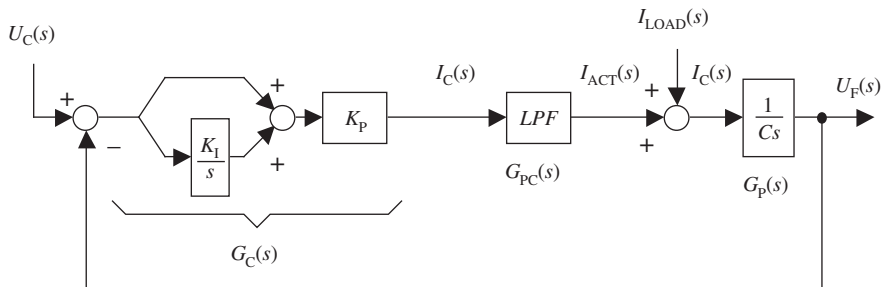 I_LOAD(s)
U_C(s)
I_C(s)
I_ACT(s)
I_C(s)
U_F(s)
+
+
+
K_P
LPF
1
Cs
−
K_I
s
+
+
G_PC(s)
G_P(s)
G_C(s)